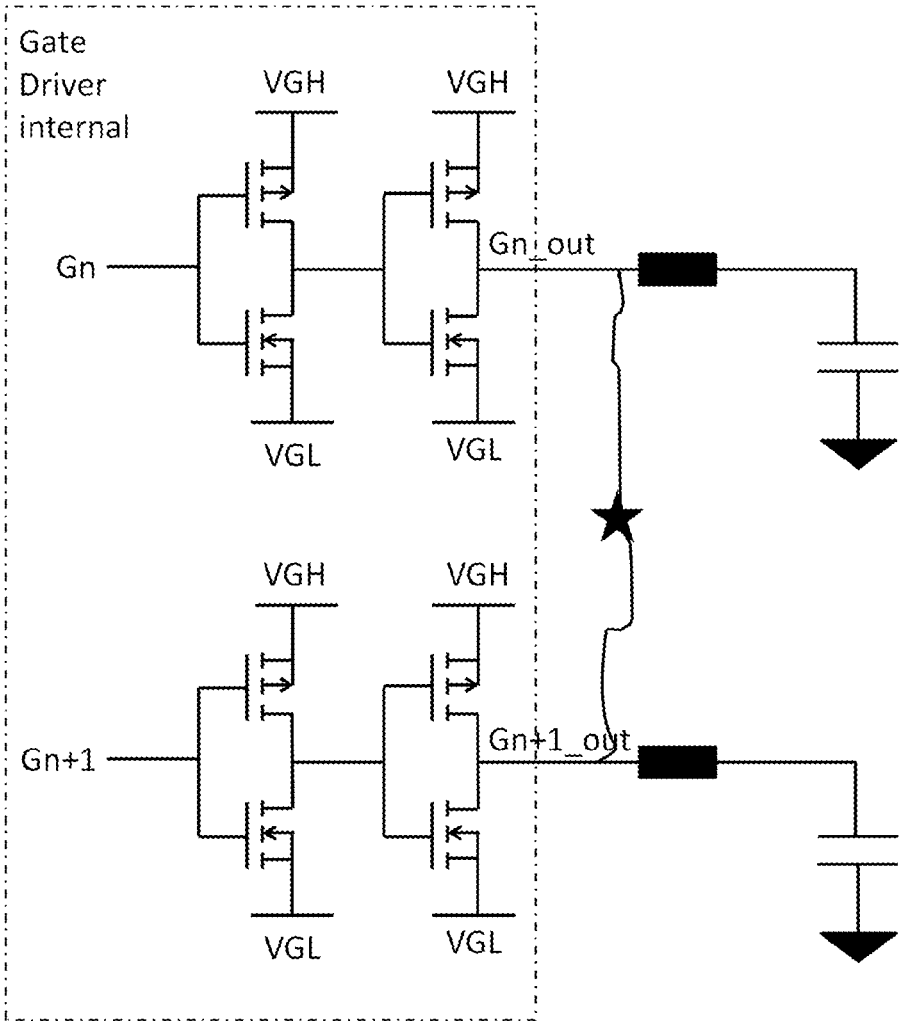 Gate
Driver
internal
VGH
VGH
Gn
Gn_out
VGL
VGL
VGH
VGH
Gn+1
Gn+1_out
VGL
VGL